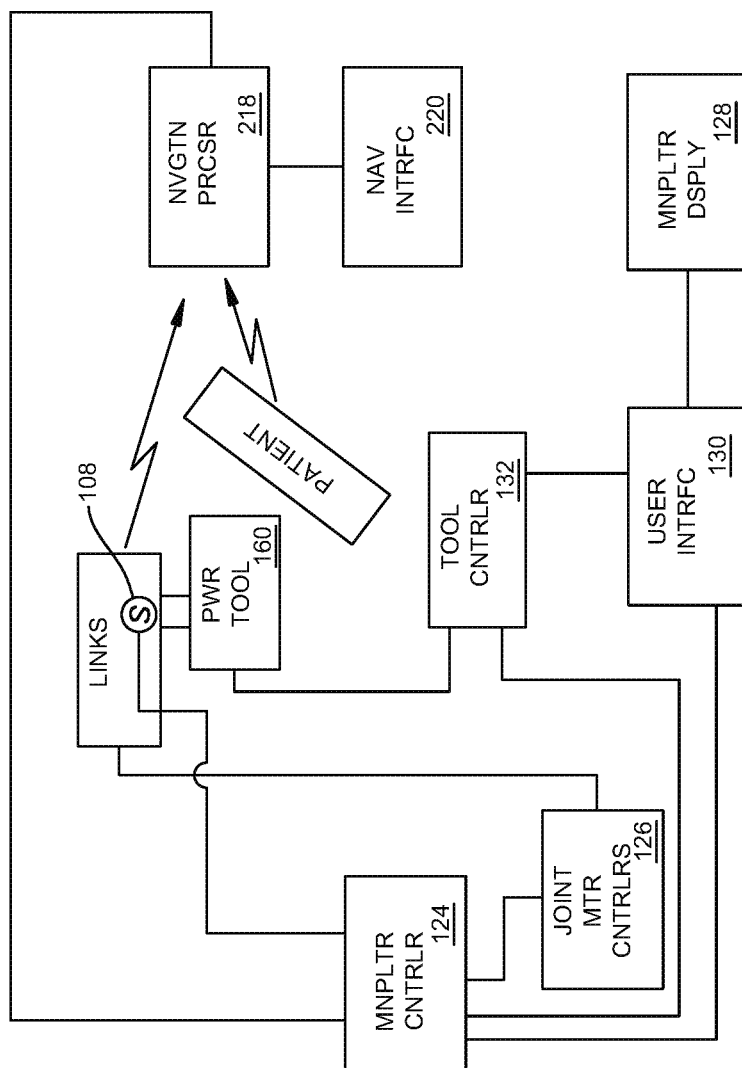 NVGTN
PRCSR
218
NAV
INTRFC
220
MNPLTR
DSPLY
128
108
LINKS
S
PWR
TOOL
160
PATIENT
TOOL
CNTRLR
132
USER
INTRFC
130
MNPLTR
CNTRLR
124
JOINT
MTR
CNTRLRS
126